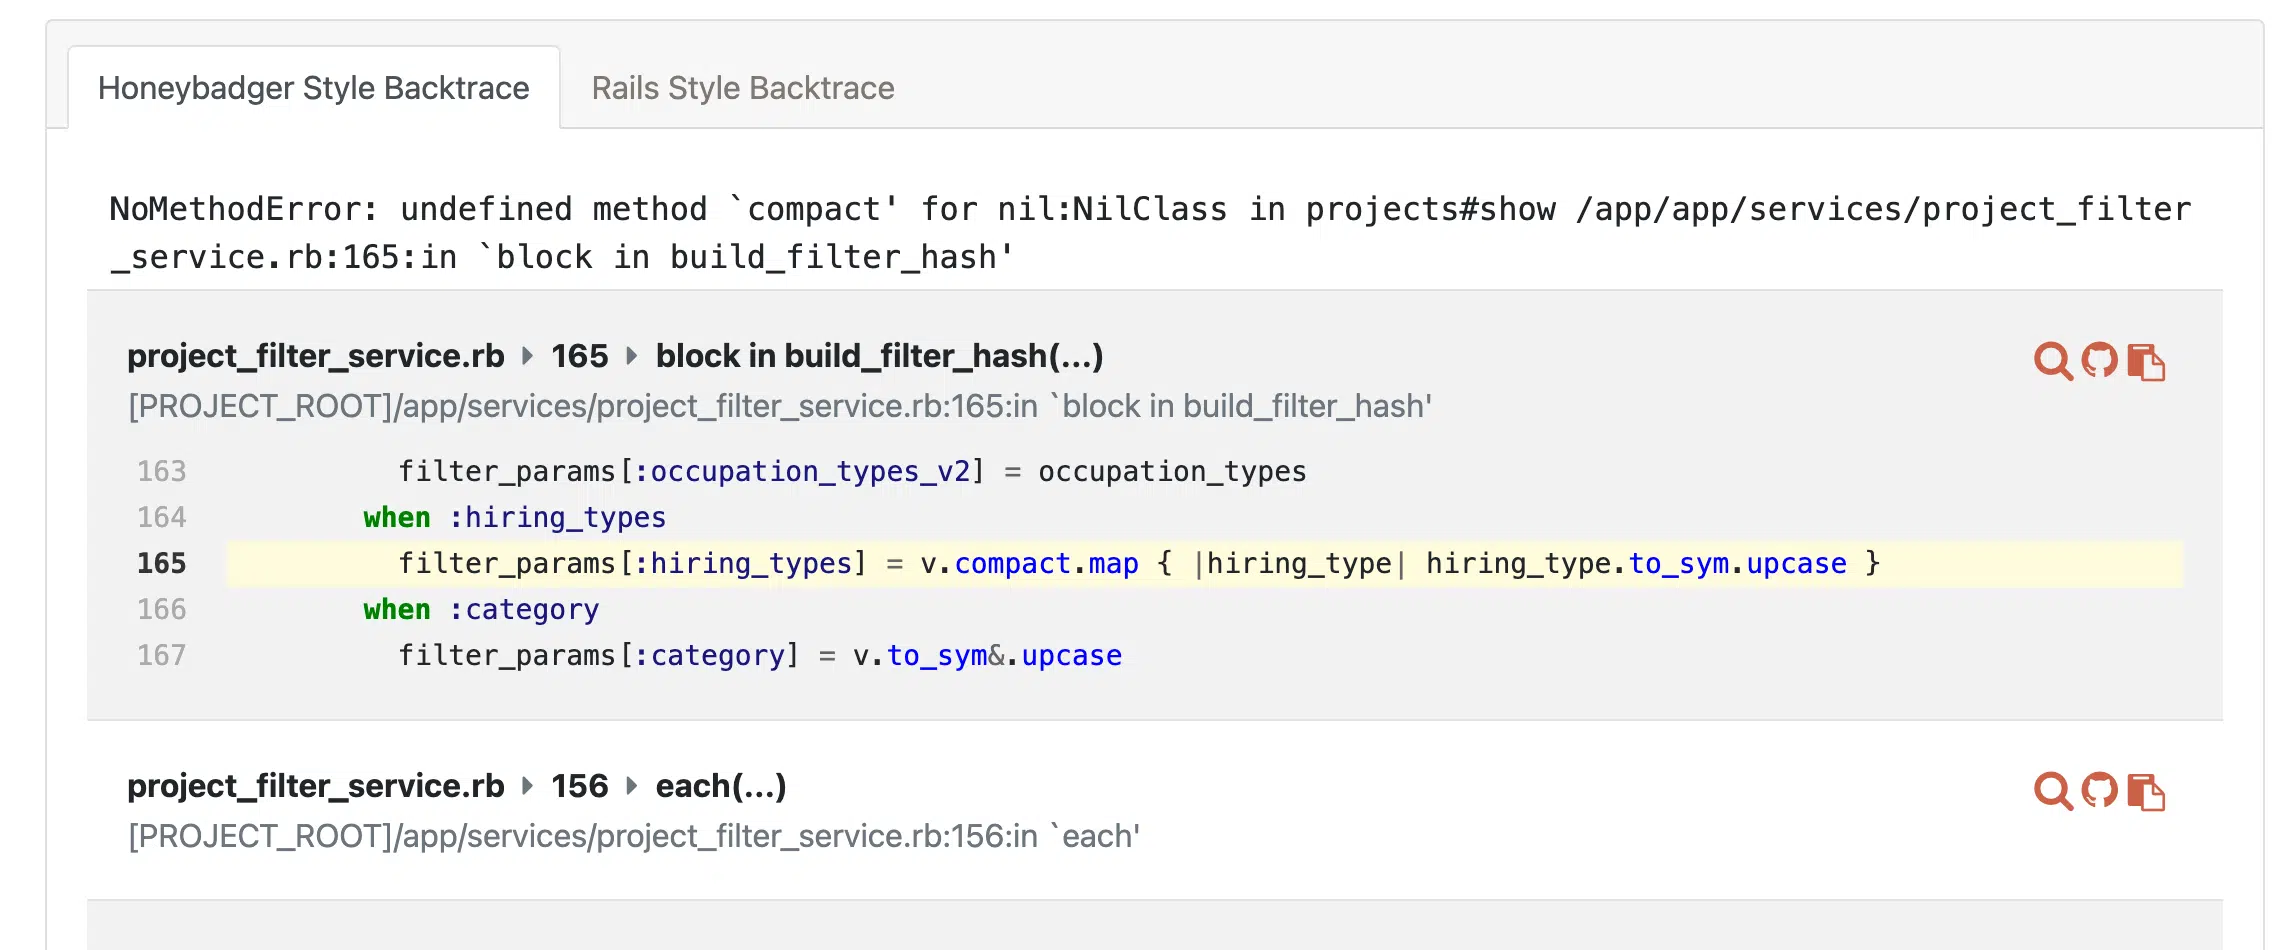 Honeybadger Style Backtrace Rails Style Backtrace
NoMethodError: undefined method `compact' for nil:NilClass in projects#show /app/app/services/project_filter
_service.rb:165:in `block in build_filter_hash'
project_filter_service.rb 165 block in build_filter_hash(...)
[PROJECT_ROOT]/app/services/project_filter_service.rb:165:in `block in build_filter_hash'
163 filter_params[:occupation_types_v2] = occupation_types
164 when :hiring_types
165 filter_params[:hiring_types] = v.compact.map { |hiring_type| hiring_type.to_sym.upcase }
166 when :category
167 filter_params[:category] = v.to_sym&.upcase
project_filter_service.rb 156 each(...)
[PROJECT_ROOT]/app/services/project_filter_service.rb:156:in `each'